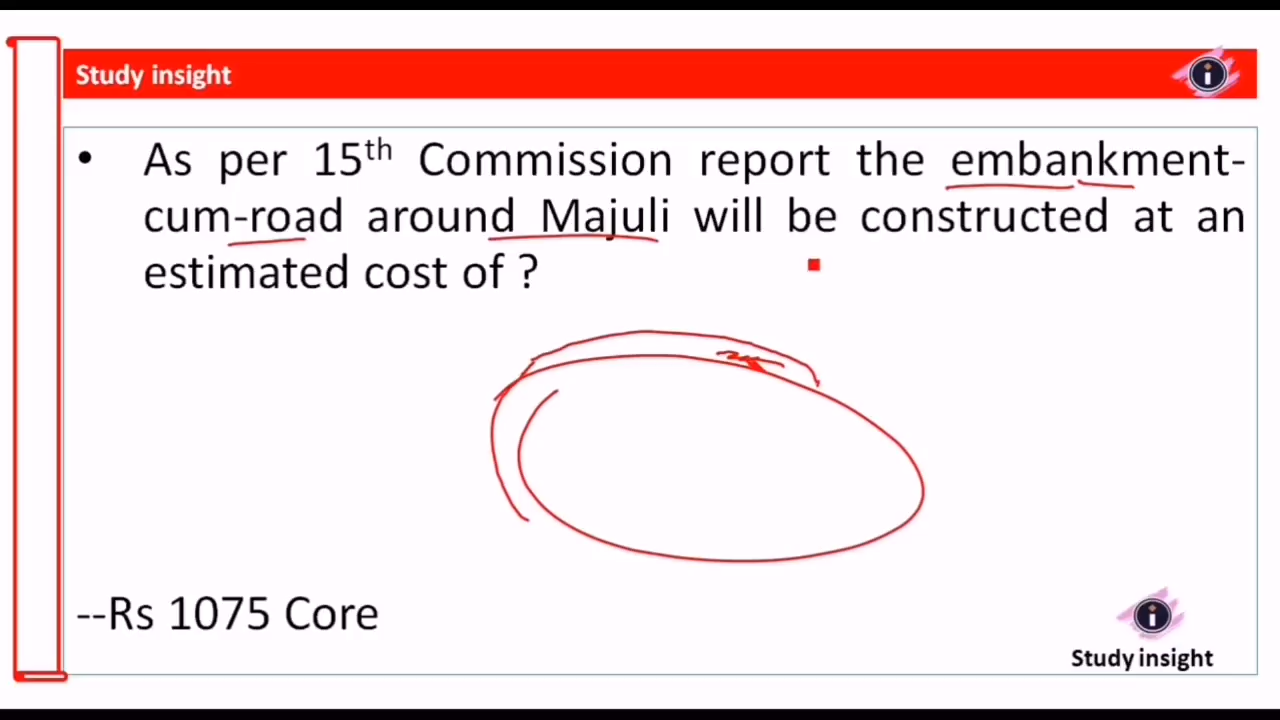 Study insight
• As per 15th Commission report the embankment-
cum-road around Majuli will be constructed at an
estimated cost of ?
--Rs 1075 Core
i
i
Study insight